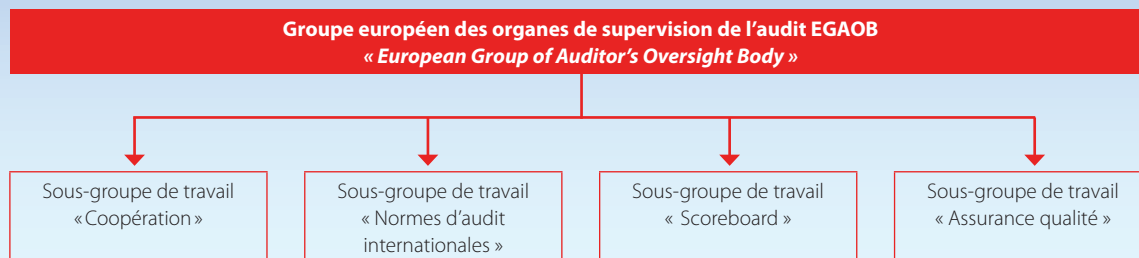 Groupe européen des organes de supervision de l’audit EGAOB
« European Group of Auditor’s Oversight Body »
Sous-groupe de travail
«Coopération»
Sous-groupe de travail
« Normes d’audit
internationales »
Sous-groupe de travail
« Scoreboard »
Sous-groupe de travail
« Assurance qualité »